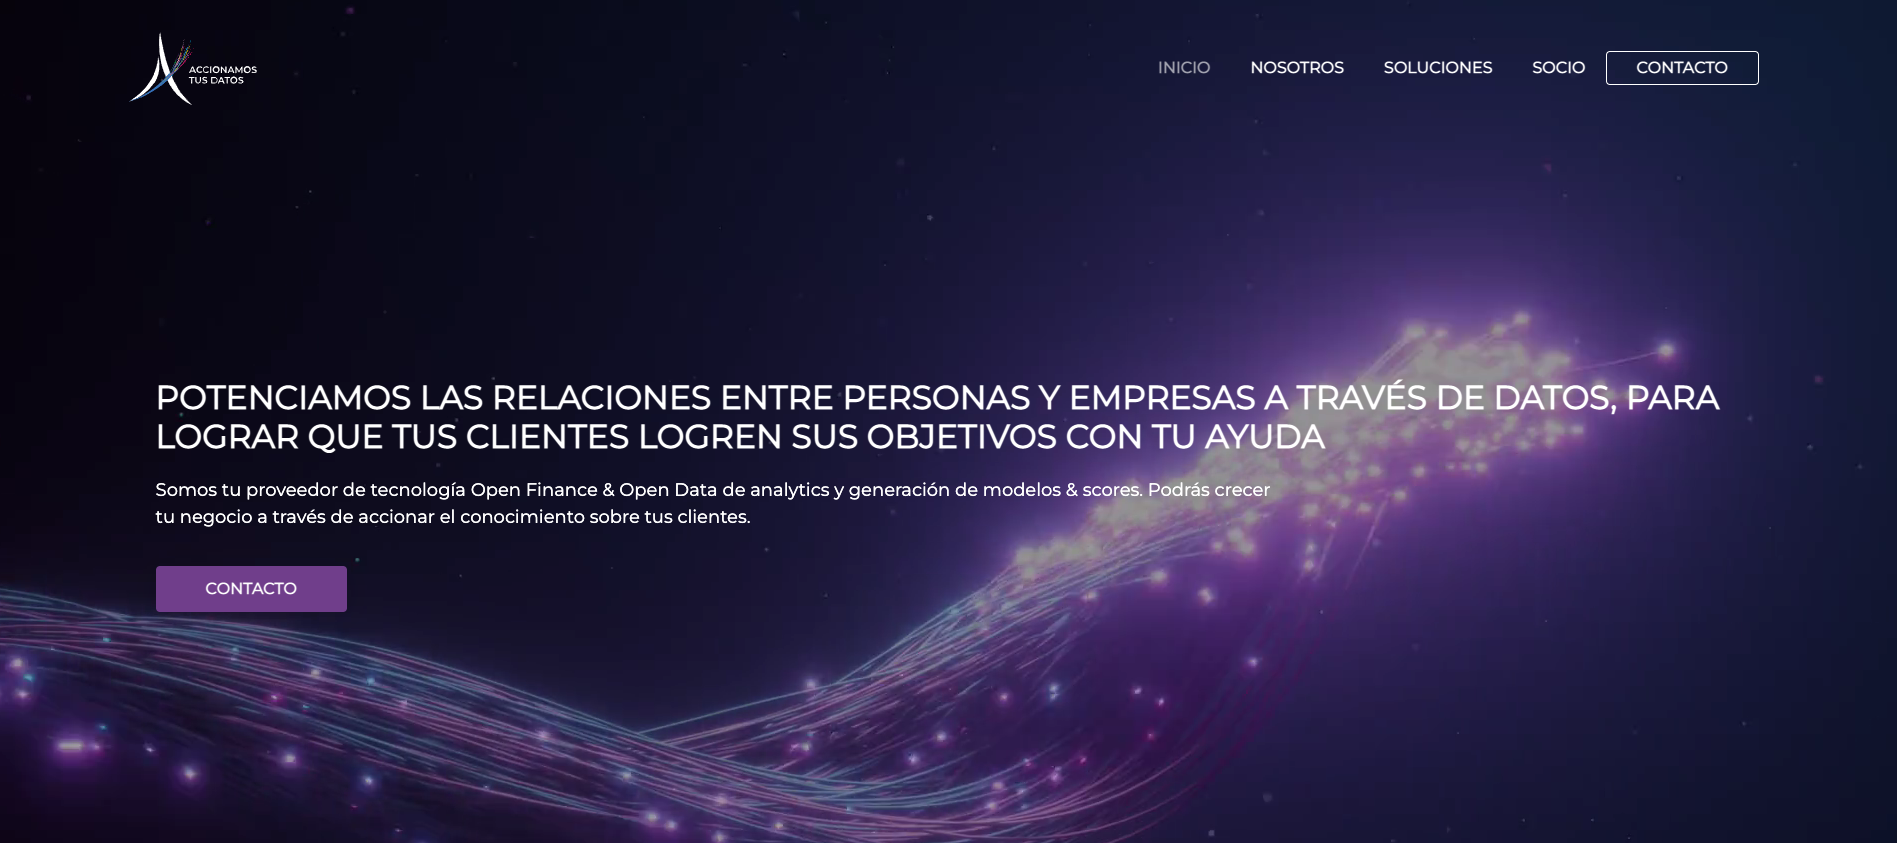 ACCIONAMOS
TUS DATOS
INICIO
NOSOTROS
SOLUCIONES
SOCIO
CONTACTO
POTENCIAMOS LAS RELACIONES ENTRE PERSONAS Y EMPRESAS A TRAVÉS DE DATOS, PARA
LOGRAR QUE TUS CLIENTES LOGREN SUS OBJETIVOS CON TU AYUDA
Somos tu proveedor de tecnología Open Finance & Open Data de analytics y generación de modelos & scores. Podrás crecer
tu negocio a través de accionar el conocimiento sobre tus clientes.
CONTACTO